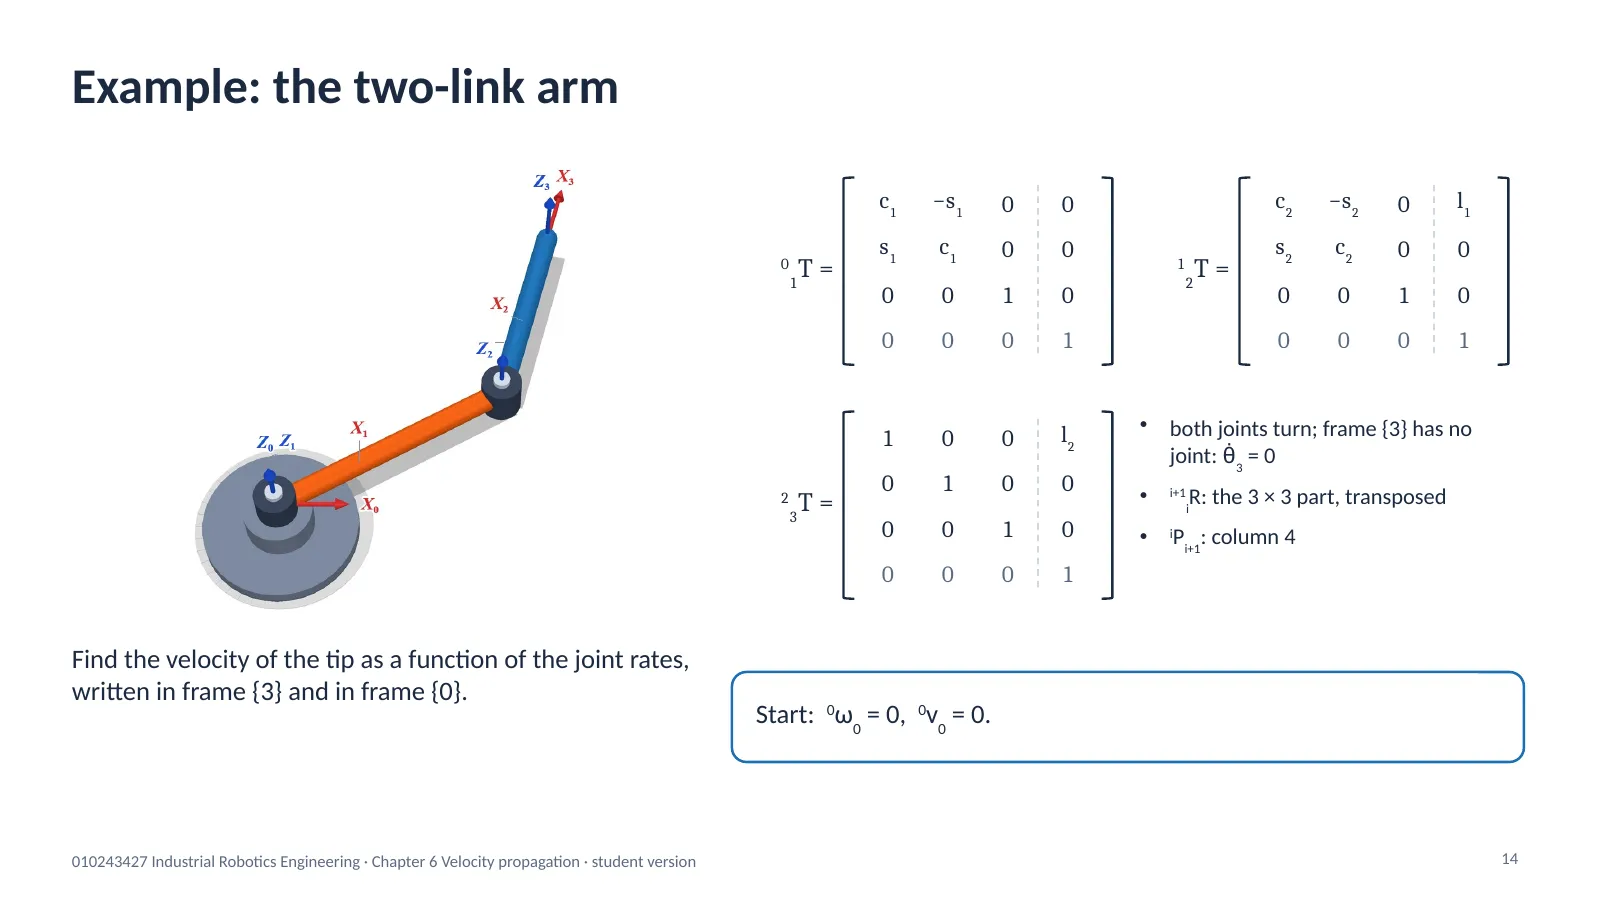 Example: the two-link arm
Z₃ X₃
X₂
Z₂
X₁
Z₀ Z₁
X₀
⁰₁T =
c₁ −s₁ 0 0
s₁ c₁ 0 0
0 0 1 0
0 0 0 1
¹₂T =
c₂ −s₂ 0 l₁
s₂ c₂ 0 0
0 0 1 0
0 0 0 1
²₃T =
1 0 0 l₂
0 1 0 0
0 0 1 0
0 0 0 1
• both joints turn; frame {3} has no
joint: θ̇₃ = 0
• ⁱ⁺¹ᵢR: the 3 × 3 part, transposed
• ⁱPᵢ₊₁: column 4
Find the velocity of the tip as a function of the joint rates,
written in frame {3} and in frame {0}.
Start: ⁰ω₀ = 0, ⁰v₀ = 0.
010243427 Industrial Robotics Engineering · Chapter 6 Velocity propagation · student version
14